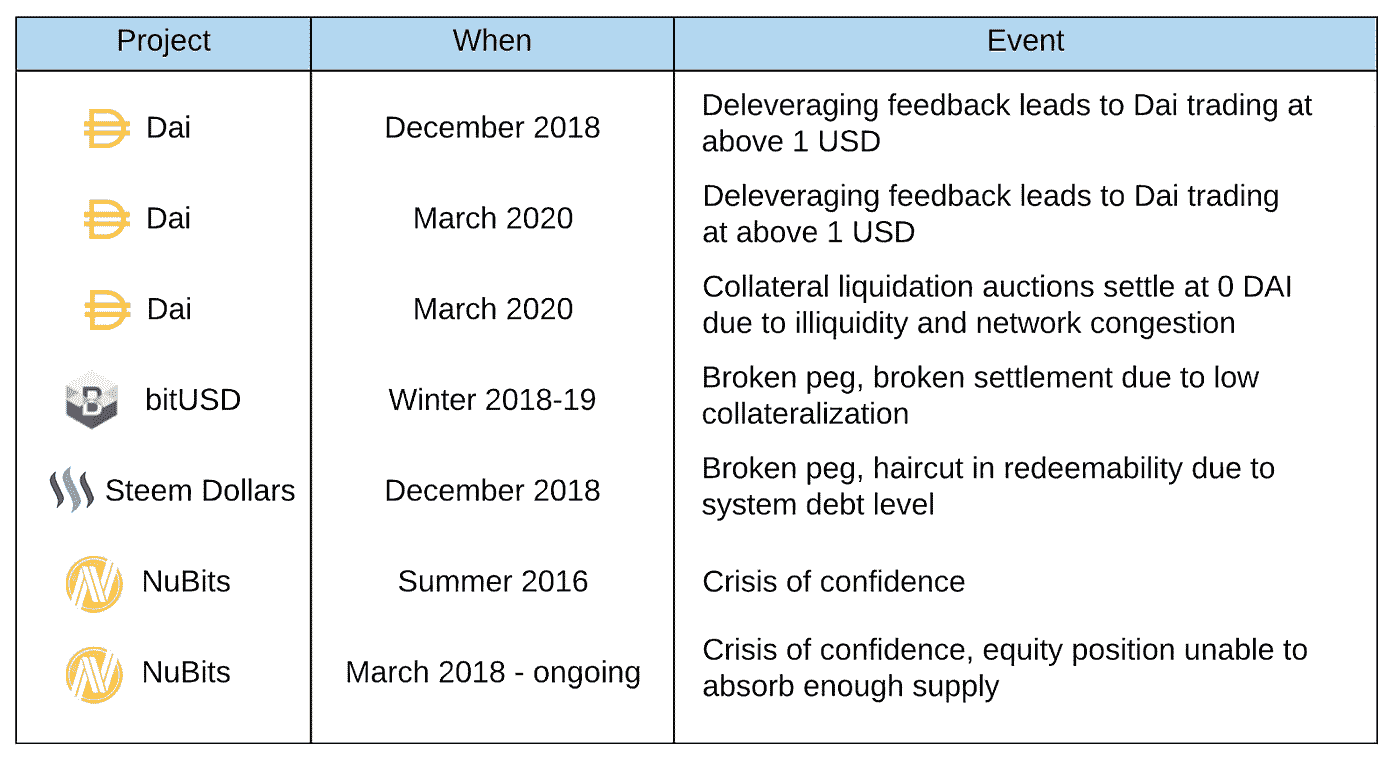 Project When Event
Dai December 2018 Deleveraging feedback leads to Dai trading at
above 1 USD
Dai March 2020 Deleveraging feedback leads to Dai trading
at above 1 USD
Dai March 2020 Collateral liquidation auctions settle at 0 DAI
due to illiquidity and network congestion
bitUSD Winter 2018-19 Broken peg, broken settlement due to low
collateralization
Steem Dollars December 2018 Broken peg, haircut in redeemability due to
system debt level
NuBits Summer 2016 Crisis of confidence
NuBits March 2018 - ongoing Crisis of confidence, equity position unable to
absorb enough supply